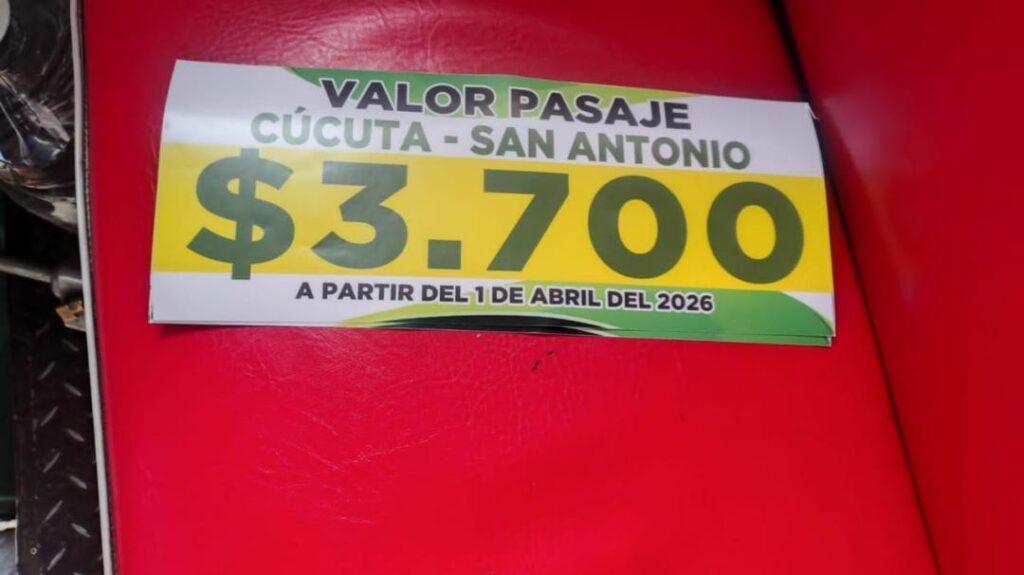 VALOR PASAJE
CÚCUTA - SAN ANTONIO
$3.700
A PARTIR DEL 1 DE ABRIL DEL 2026